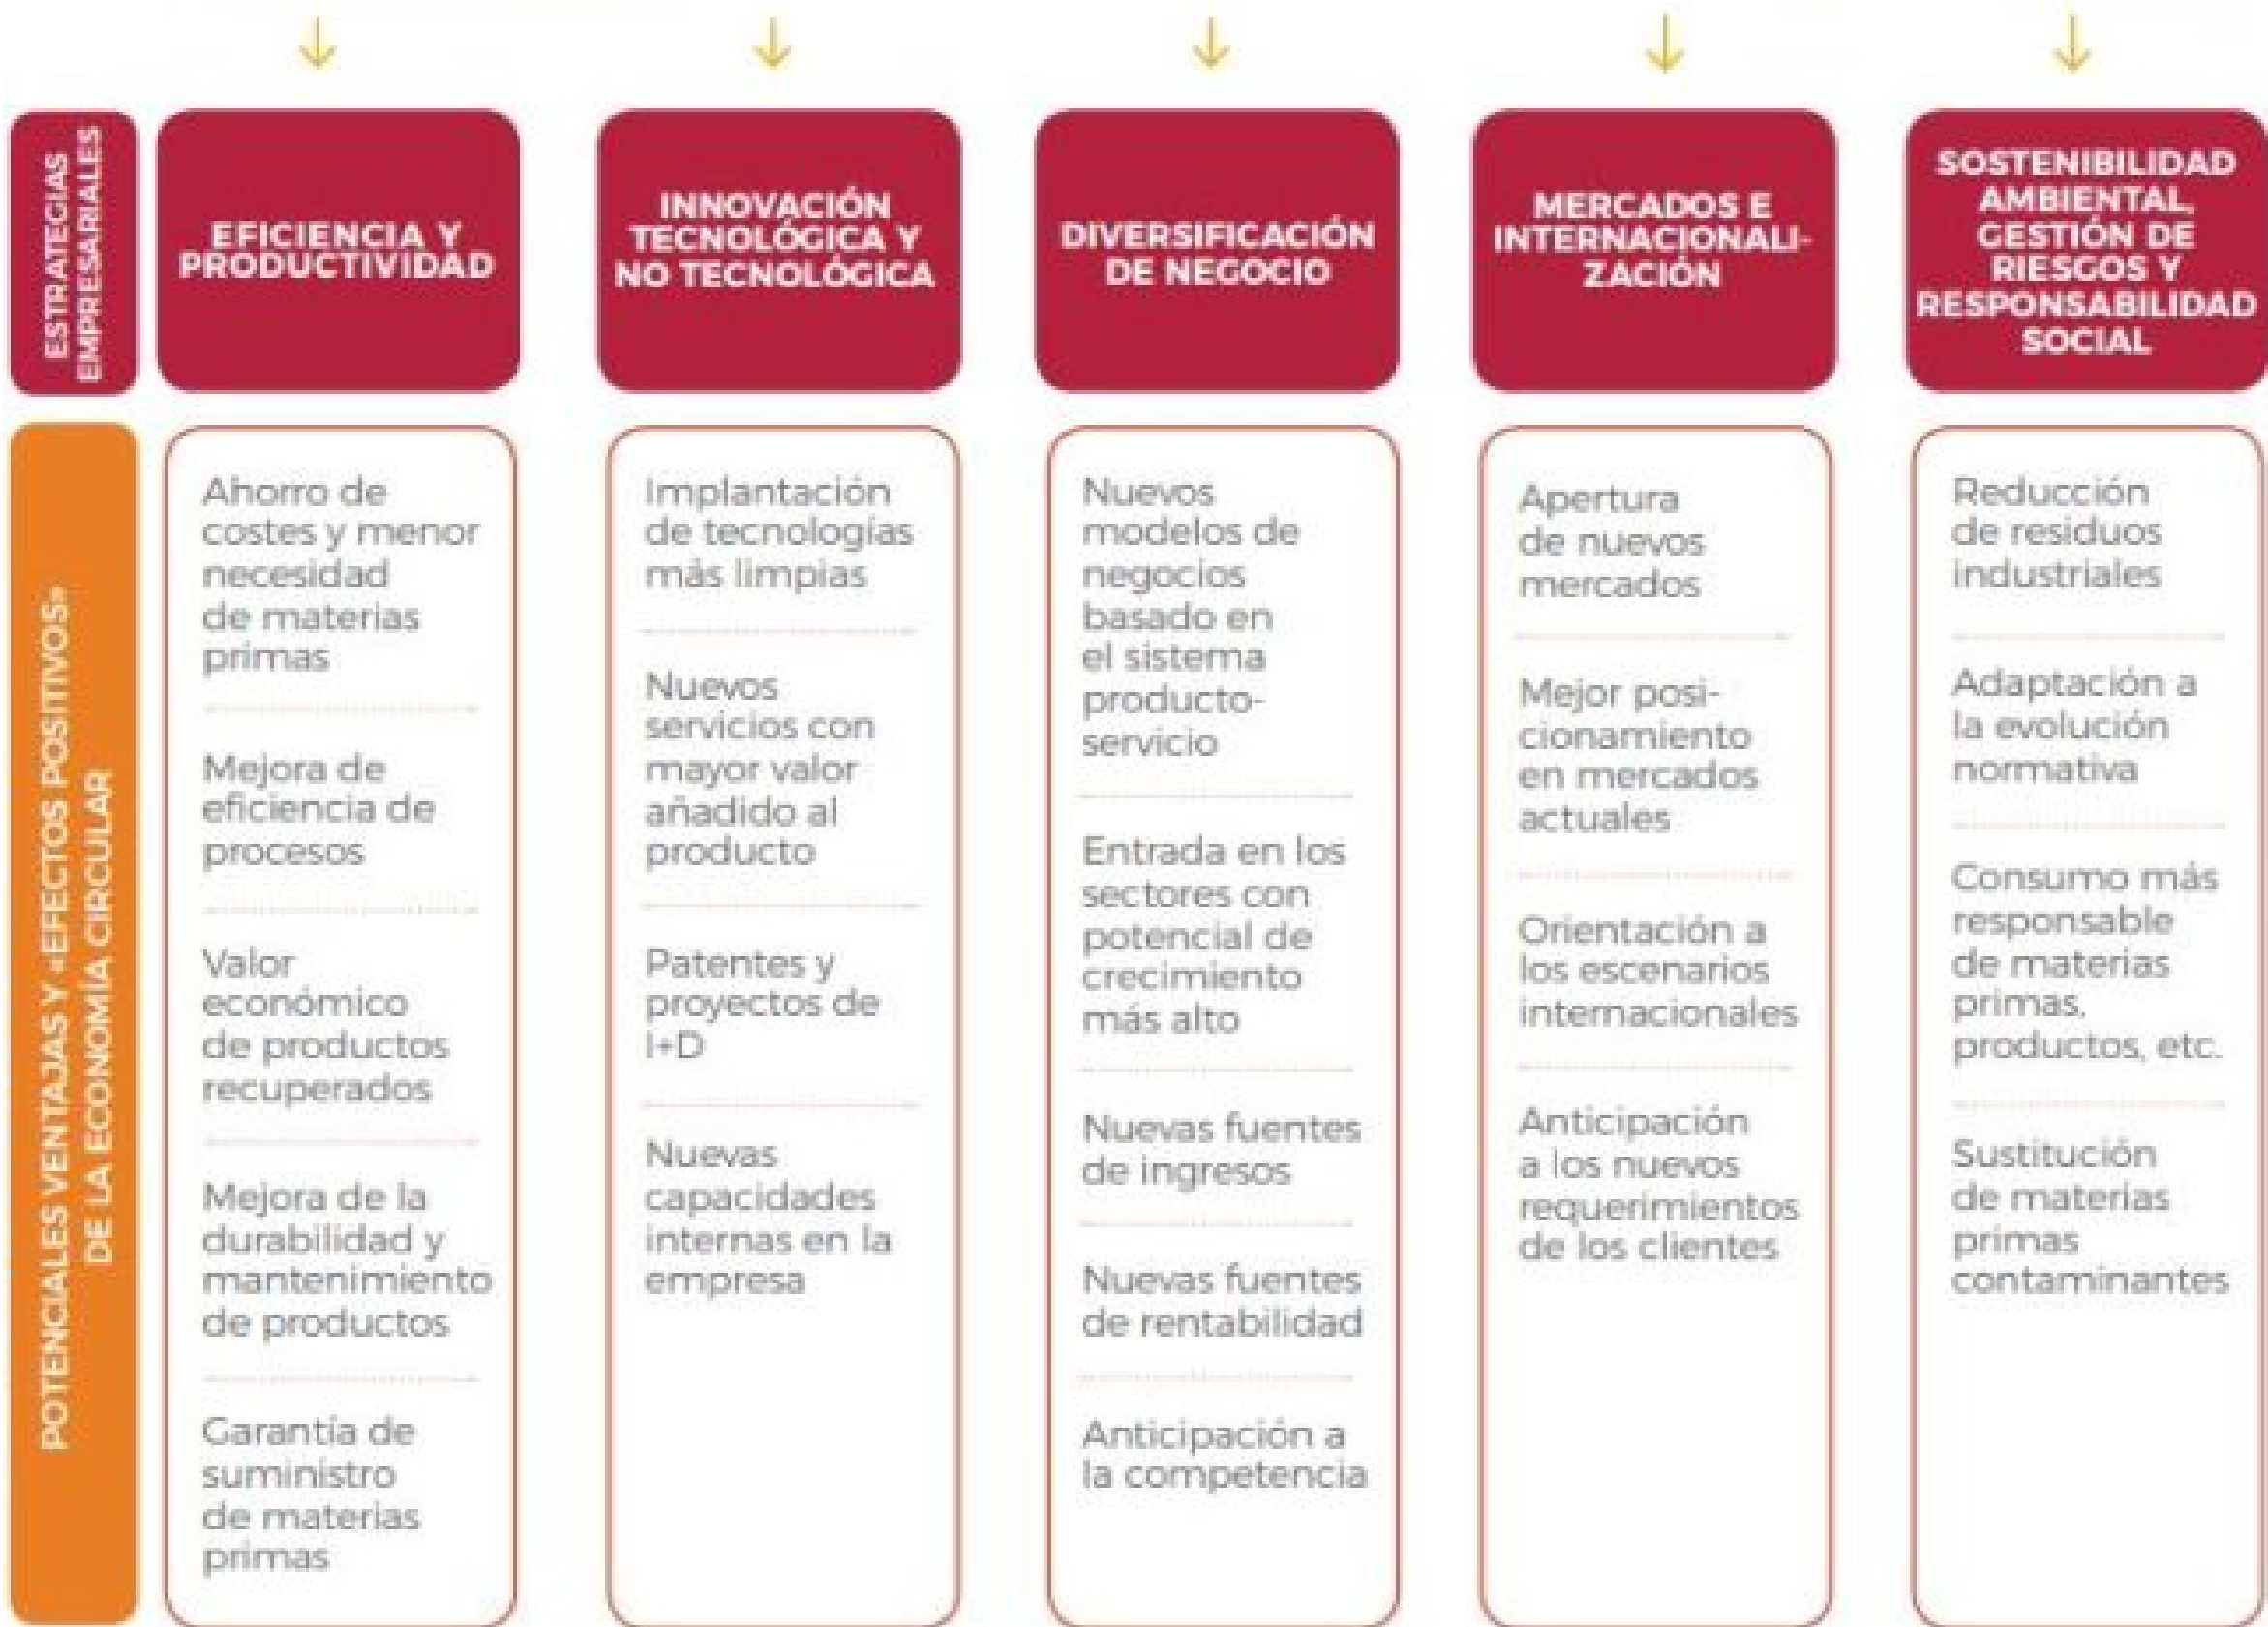 ESTRATEGIAS
EMPRESARIALES
EFICIENCIA Y
PRODUCTIVIDAD
INNOVACIÓN
TECNOLÓGICA Y
NO TECNOLÓGICA
DIVERSIFICACIÓN
DE NEGOCIO
MERCADOS E
INTERNACIONALI-
ZACIÓN
SOSTENIBILIDAD
AMBIENTAL,
GESTIÓN DE
RIESGOS Y
RESPONSABILIDAD
SOCIAL
POTENCIALES VENTAJAS Y «EFECTOS POSITIVOS»
DE LA ECONOMÍA CIRCULAR
Ahorro de
costes y menor
necesidad
de materias
primas
Mejora de
eficiencia de
procesos
Valor
económico
de productos
recuperados
Mejora de la
durabilidad y
mantenimiento
de productos
Garantía de
suministro
de materias
primas
Implantación
de tecnologías
más limpias
Nuevos
servicios con
mayor valor
añadido al
producto
Patentes y
proyectos de
I+D
Nuevas
capacidades
internas en la
empresa
Nuevos
modelos de
negocios
basado en
el sistema
producto-
servicio
Entrada en los
sectores con
potencial de
crecimiento
más alto
Nuevas fuentes
de ingresos
Nuevas fuentes
de rentabilidad
Anticipación a
la competencia
Apertura
de nuevos
mercados
Mejor posi-
cionamiento
en mercados
actuales
Orientación a
los escenarios
internacionales
Anticipación
a los nuevos
requerimientos
de los clientes
Reducción
de residuos
industriales
Adaptación a
la evolución
normativa
Consumo más
responsable
de materias
primas,
productos, etc.
Sustitución
de materias
primas
contaminantes